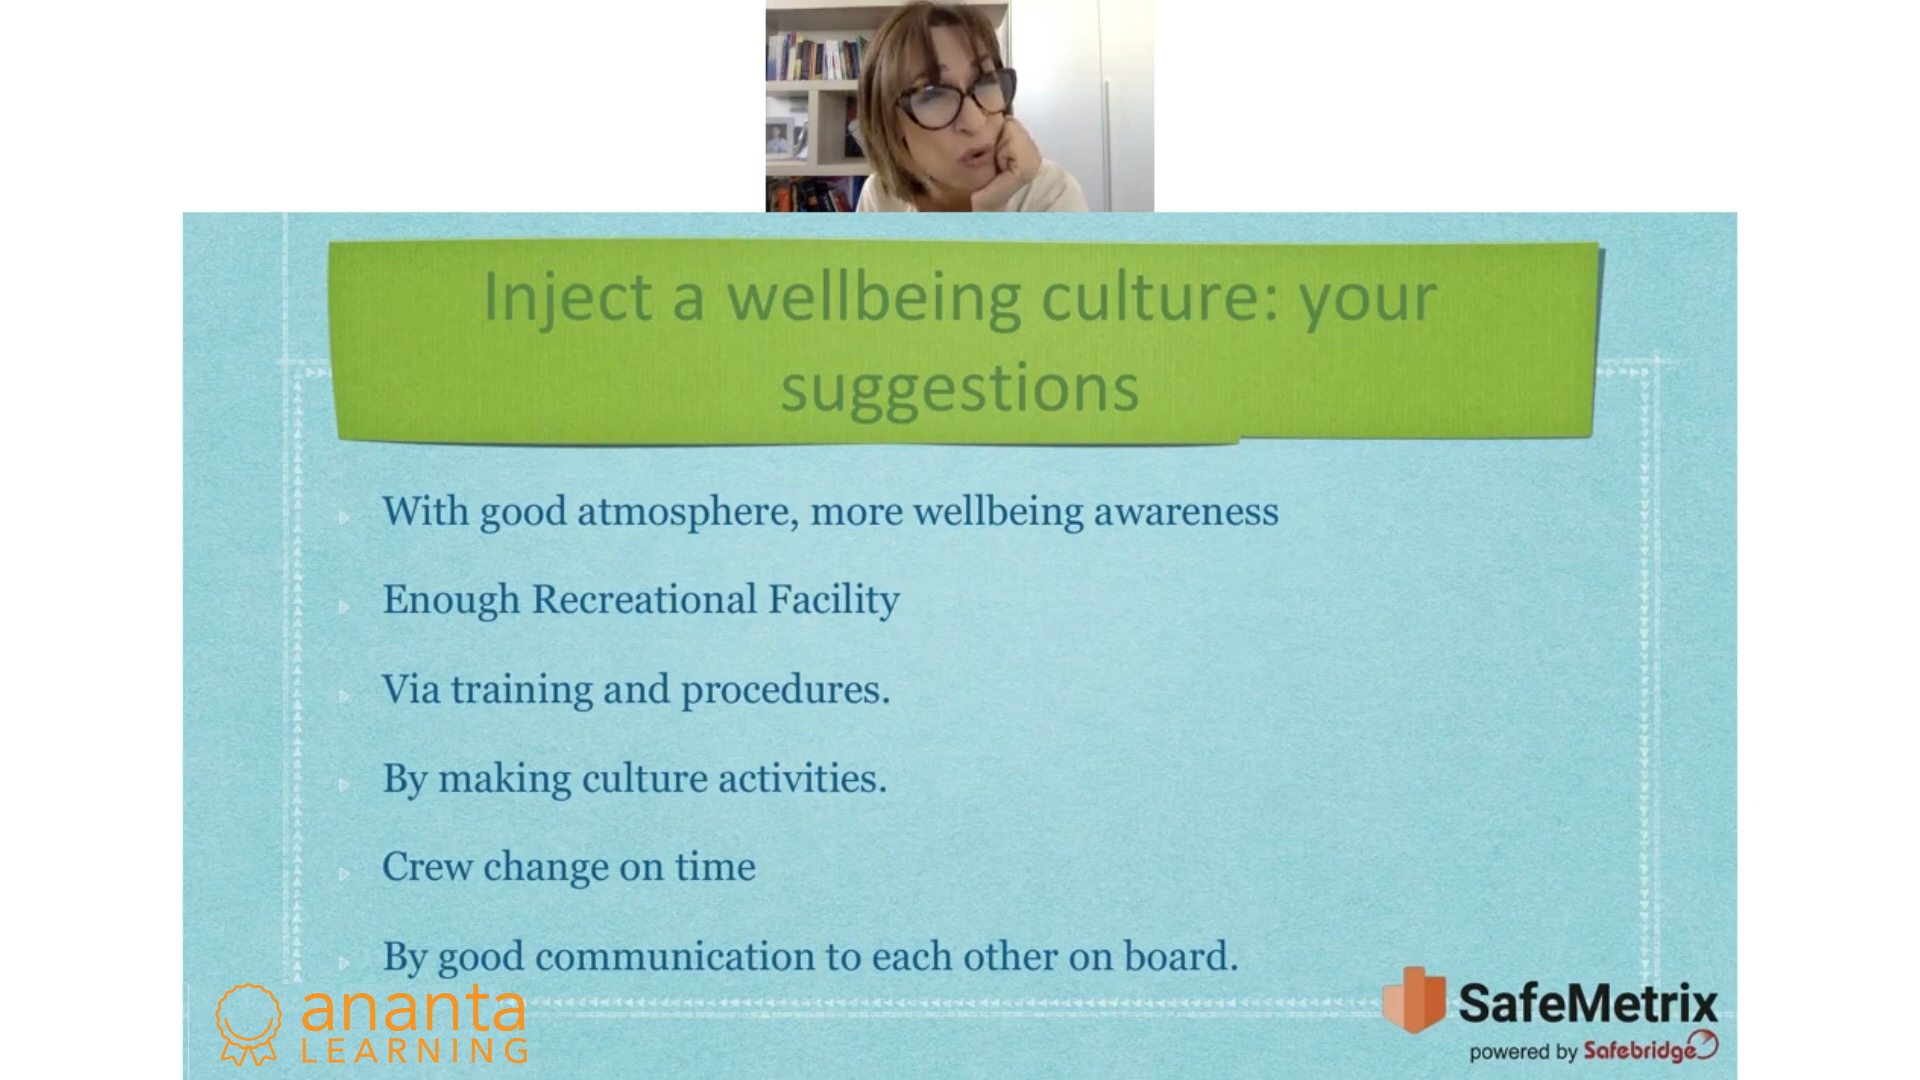 Inject a wellbeing culture: your
suggestions
With good atmosphere, more wellbeing awareness
Enough Recreational Facility
Via training and procedures.
By making culture activities.
Crew change on time
By good communication to each other on board.
ananta
LEARNING
SafeMetrix
powered by Safebridge